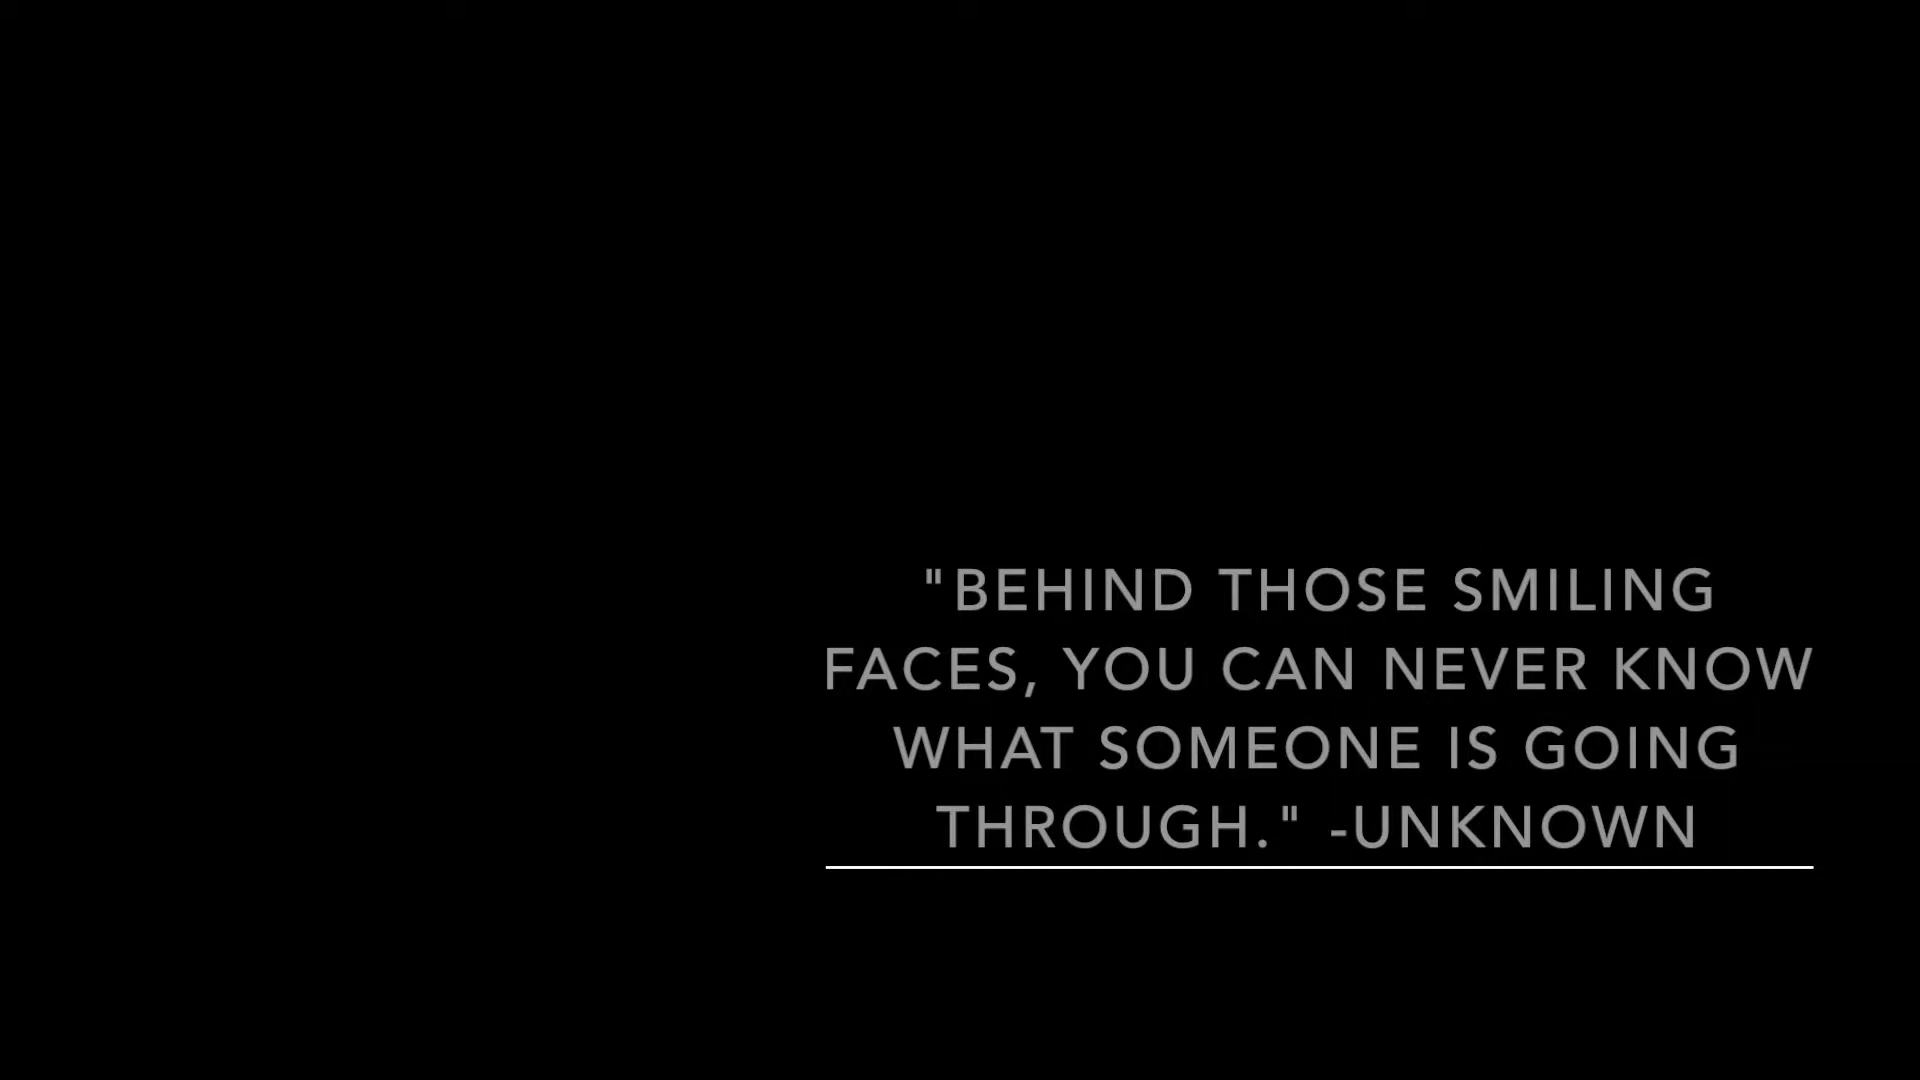 "BEHIND THOSE SMILING
FACES, YOU CAN NEVER KNOW
WHAT SOMEONE IS GOING
THROUGH." -UNKNOWN